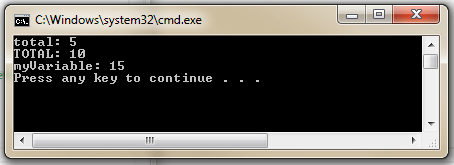 C:\Windows\system32\cmd.exe
total: 5
TOTAL: 10
myVariable: 15
Press any key to continue . . .